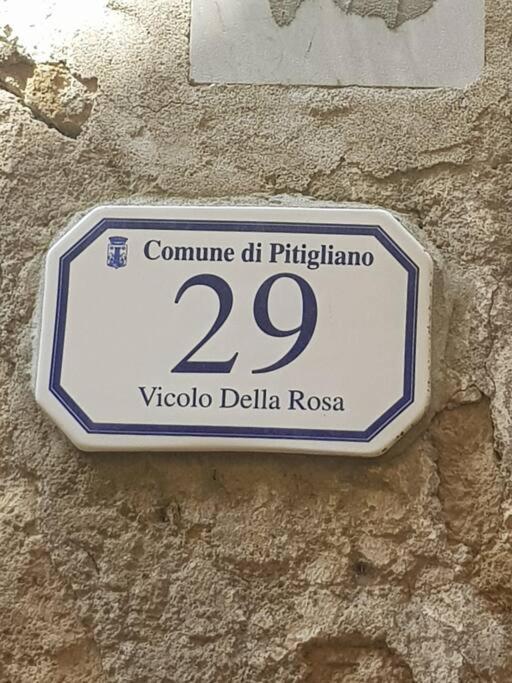 Comune di Pitigliano
29
Vicolo Della Rosa